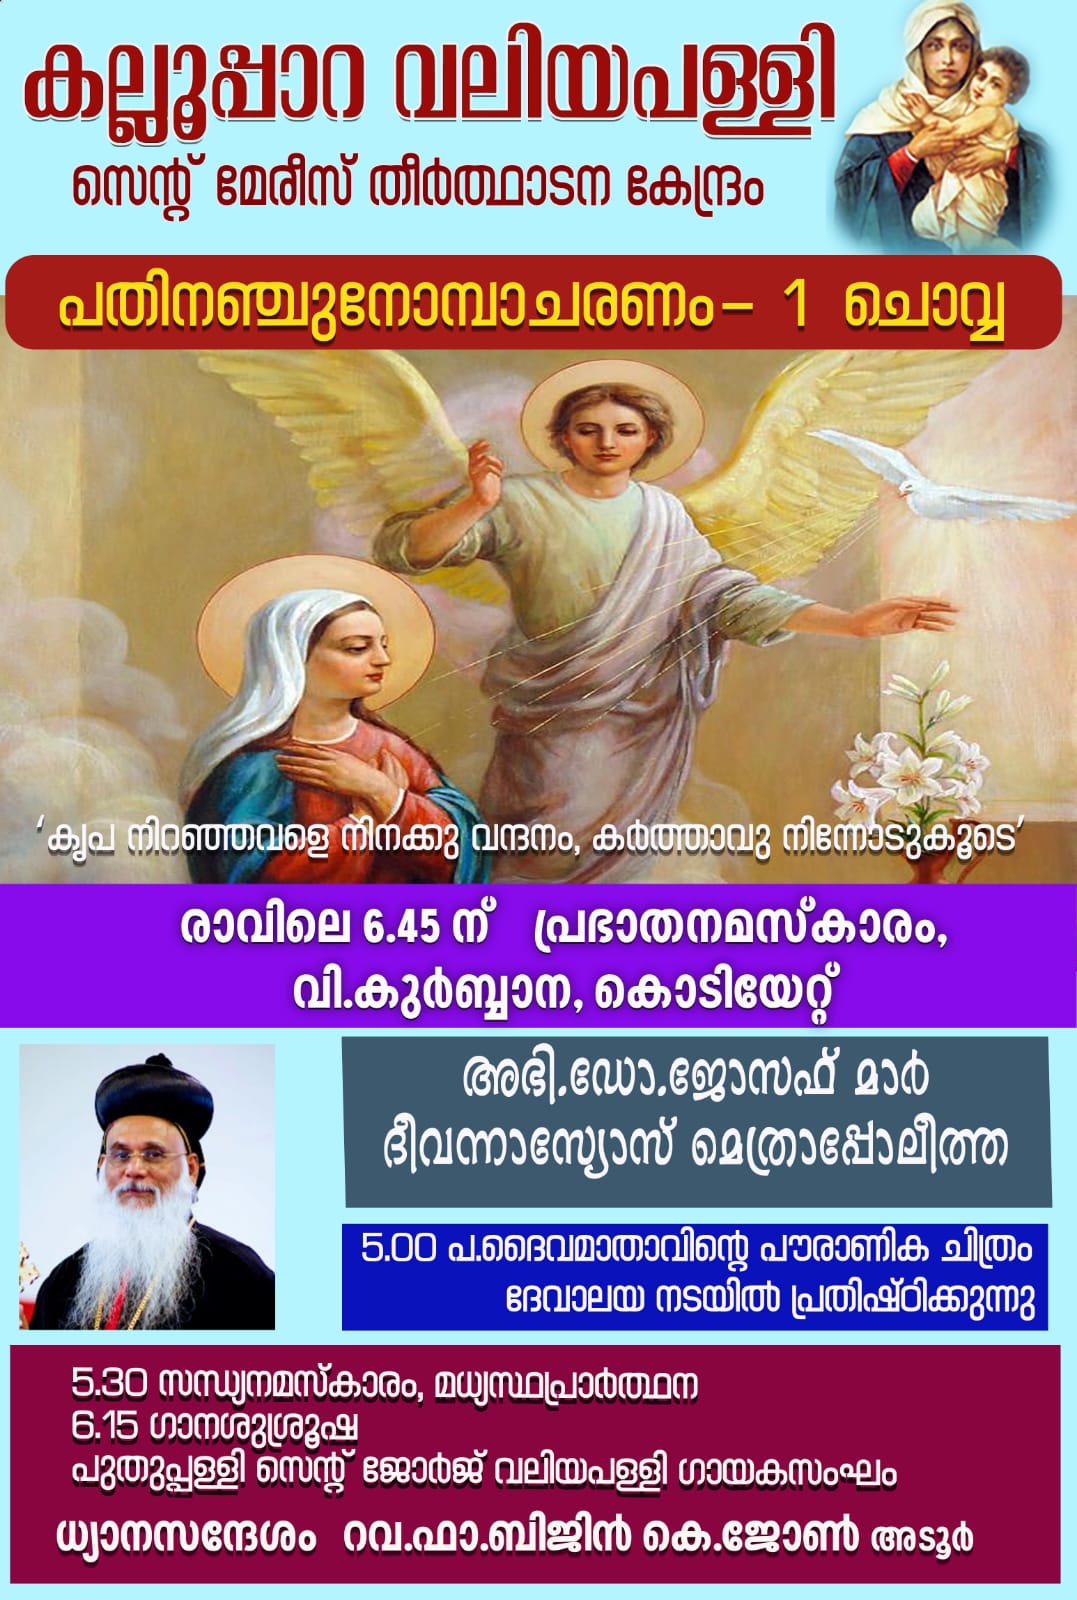 കല്ലൂപ്പാറ വലിയപള്ളി
സെന്റ് മേരീസ് തീർത്ഥാടന കേന്ദ്രം
പതിനഞ്ചുനോമ്പാചരണം– 1 ചൊവ്വ
‘കൃപ നിറഞ്ഞവളെ നിനക്കു വന്ദനം, കർത്താവു നിന്നോടുകൂടെ’
രാവിലെ 6.45 ന് പ്രഭാതനമസ്കാരം,
വി.കുർബ്ബാന, കൊടിയേറ്റ്
അഭി.ഡോ.ജോസഫ് മാർ
ദീവന്നാസ്യോസ് മെത്രാപ്പോലീത്ത
5.00 പ.ദൈവമാതാവിന്റെ പൗരാണിക ചിത്രം
ദേവാലയ നടയിൽ പ്രതിഷ്ഠിക്കുന്നു
5.30 സന്ധ്യനമസ്കാരം, മധ്യസ്ഥപ്രാർത്ഥന
6.15 ഗാനശുശ്രൂഷ
പുതുപ്പള്ളി സെന്റ് ജോർജ് വലിയപള്ളി ഗായകസംഘം
ധ്യാനസന്ദേശം റവ.ഫാ.ബിജിൻ കെ.ജോൺ അടൂർ